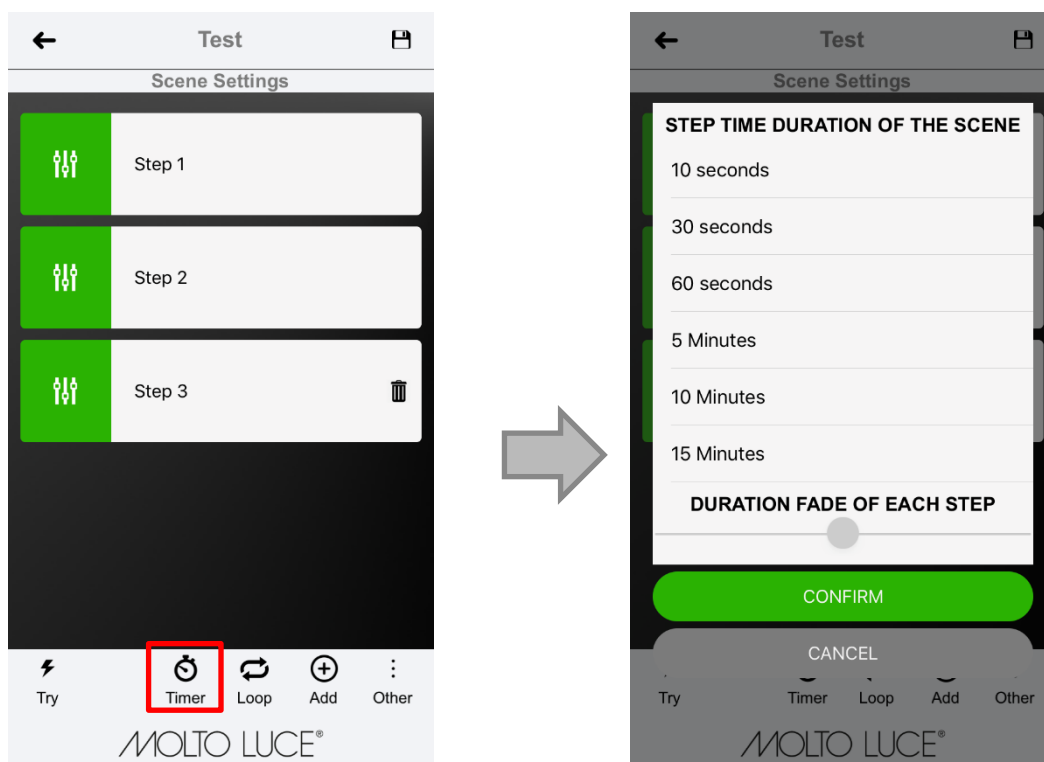 Test
Scene Settings
Step 1
Step 2
Step 3
Try
Timer
Loop
Add
Other
MOLTO LUCE®
Test
Scene Settings
STEP TIME DURATION OF THE SCENE
10 seconds
30 seconds
60 seconds
5 Minutes
10 Minutes
15 Minutes
DURATION FADE OF EACH STEP
CONFIRM
CANCEL
Try
Timer
Loop
Add
Other
MOLTO LUCE®